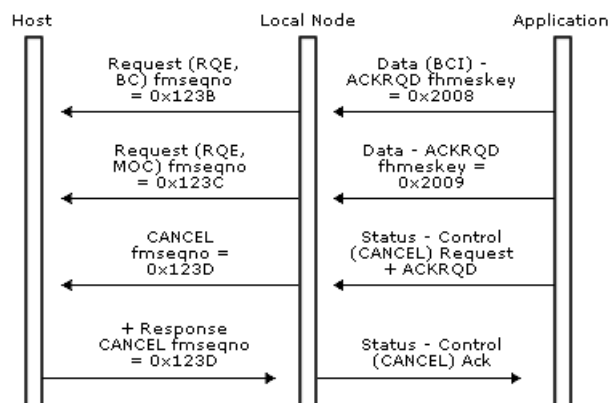 Host
Local Node
Application
Request (RQE,
BC) fmseqno
= 0x123B
Data (BCI) -
ACKRQD fhmeskey
= 0x2008
Request (RQE,
MOC) fmseqno
= 0x123C
Data - ACKRQD
fhmeskey =
0x2009
CANCEL
fmseqno =
0x123D
Status - Control
(CANCEL) Request
+ ACKRQD
+ Response
CANCEL fmseqno
= 0x123D
Status - Control
(CANCEL) Ack